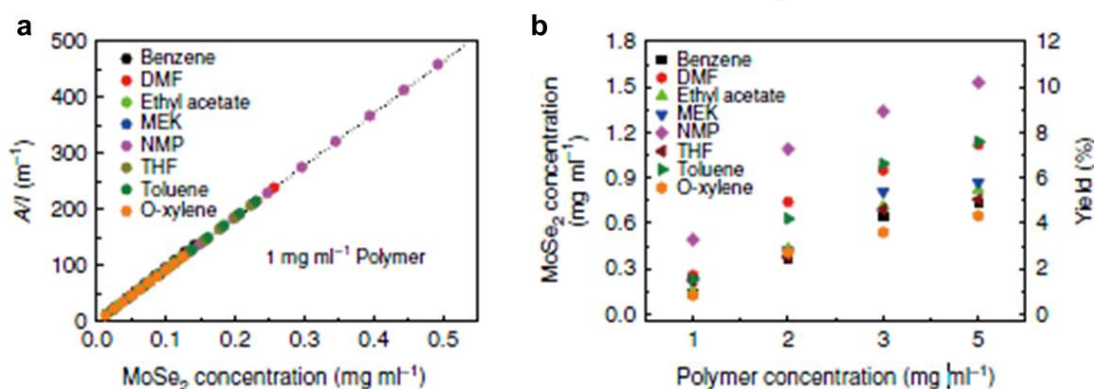 a
500
400
300
200
100
0
A/l (m⁻¹)
Benzene
DMF
Ethyl acetate
MEK
NMP
THF
Toluene
O-xylene
1 mg ml⁻¹ Polymer
0.0 0.1 0.2 0.3 0.4 0.5
MoSe₂ concentration (mg ml⁻¹)
b
1.8
1.5
1.2
0.9
0.6
0.3
0.0
MoSe₂ concentration
(mg ml⁻¹)
Benzene
DMF
Ethyl acetate
MEK
NMP
THF
Toluene
O-xylene
12
10
8
6
4
2
0
Yield (%)
1 2 3 5
Polymer concentration (mg ml⁻¹)